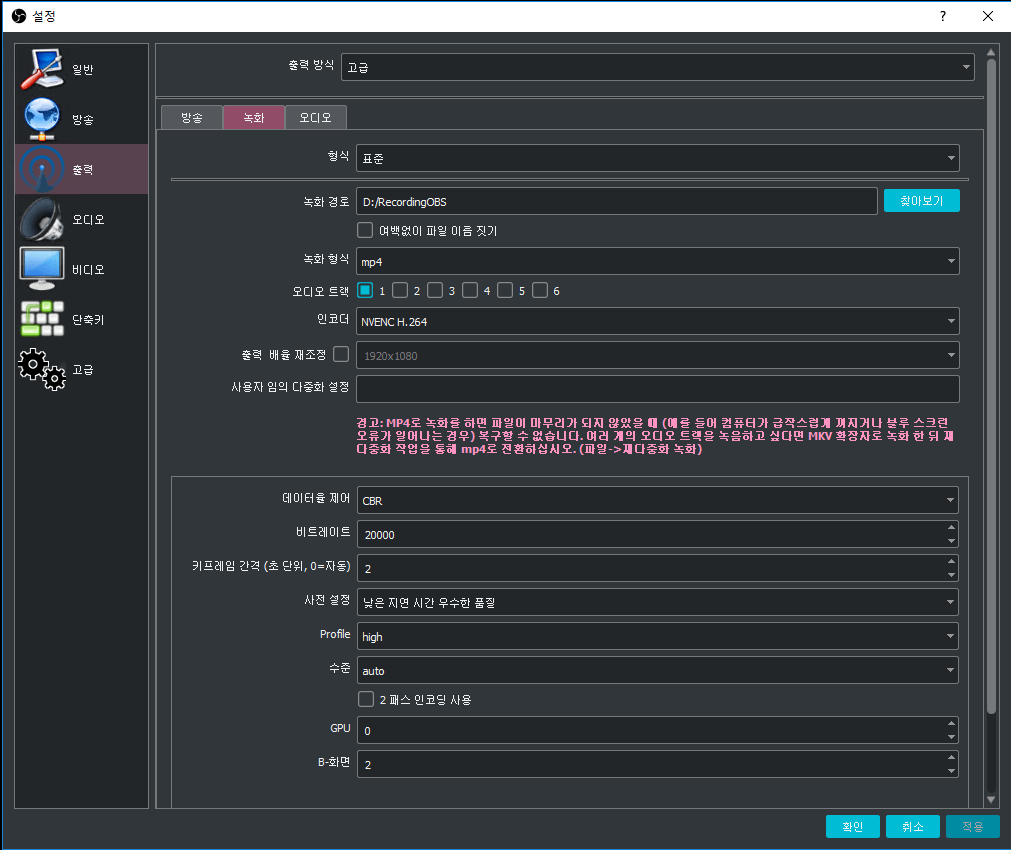 설정
?
일반
방송
출력
오디오
비디오
단축키
고급
출력 방식 고급
방송 녹화 오디오
형식 표준
녹화 경로 D:/RecordingOBS 찾아보기
여백없이 파일 이음 짓기
녹화 형식 mp4
오디오 트랙 1 2 3 4 5 6
인코더 NVENC H.264
출력 배율 재조정 1920x1080
사용자 임의 다중화 설정
경고: MP4로 녹화를 하면 파일이 마무리가 되지 않았을 때 (예를 들어 컴퓨터가 급작스럽게 꺼지거나 블루 스크린
오류가 일어나는 경우) 복구할 수 없습니다. 여러 개의 오디오 트랙을 녹음하고 싶다면 MKV 확장자로 녹화 한 뒤 재
다중화 작업을 통해 mp4로 전환하십시오. (파일->재다중화 녹화)
데이터율 제어 CBR
비트레이트 20000
키프레임 간격 (초 단위, 0=자동) 2
사전 설정 낮은 지연 시간 우수한 품질
Profile high
수준 auto
2 패스 인코딩 사용
GPU 0
B-화면 2
확인 취소 적용